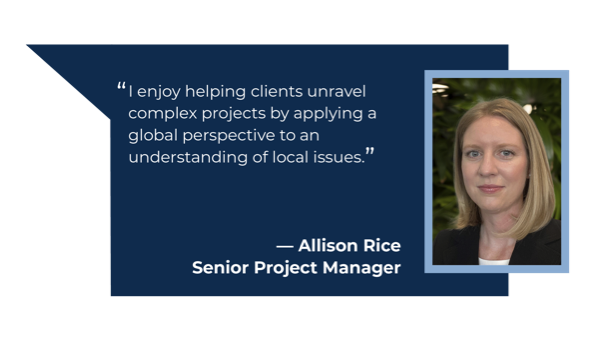 “I enjoy helping clients unravel
complex projects by applying a
global perspective to an
understanding of local issues.”
— Allison Rice
Senior Project Manager